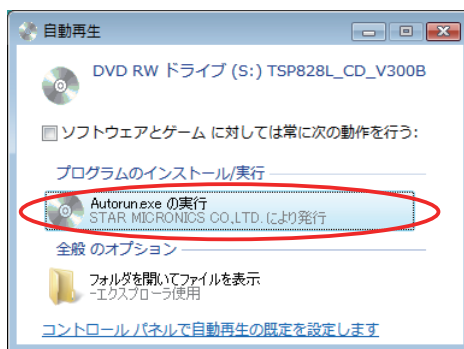 自動再生
DVD RW ドライブ (S:) TSP828L_CD_V300B
ソフトウェアとゲーム に対しては常に次の動作を行う:
プログラムのインストール/実行
Autorun.exe の実行
STAR MICRONICS CO.,LTD. により発行
全般 のオプション
フォルダを開いてファイルを表示
-エクスプローラ使用
コントロール パネルで自動再生の既定を設定します